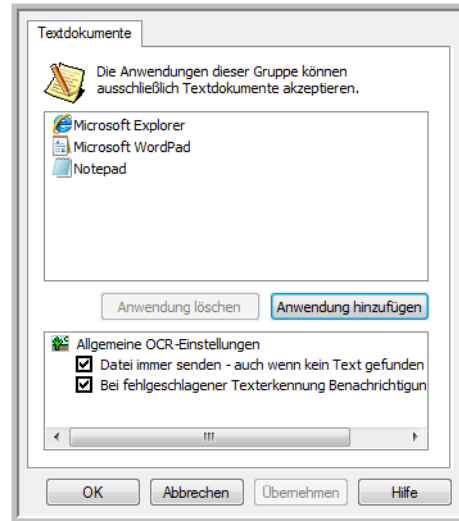 Textdokumente
Die Anwendungen dieser Gruppe können
ausschließlich Textdokumente akzeptieren.
Microsoft Explorer
Microsoft WordPad
Notepad
Anwendung löschen Anwendung hinzufügen
Allgemeine OCR-Einstellungen
Datei immer senden - auch wenn kein Text gefunden
Bei fehlgeschlagener Texterkennung Benachrichtigun
OK Abbrechen Übernehmen Hilfe